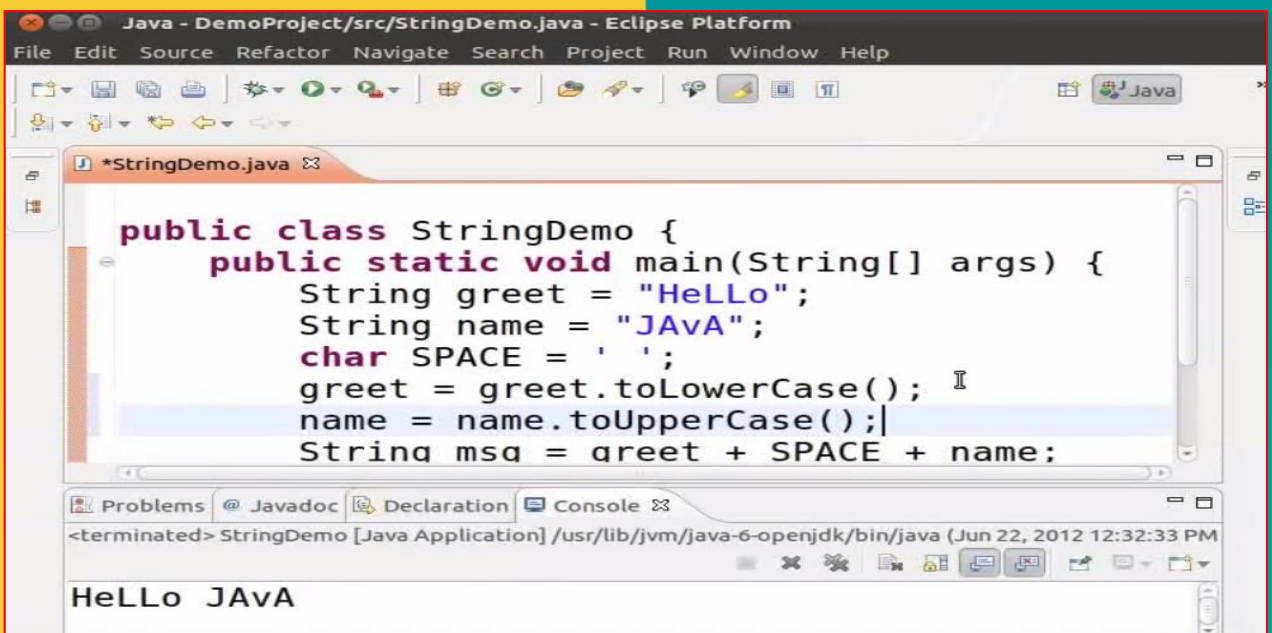 Java - DemoProject/src/StringDemo.java - Eclipse Platform
File Edit Source Refactor Navigate Search Project Run Window Help
Java
*StringDemo.java
public class StringDemo {
public static void main(String[] args) {
String greet = "HeLLo";
String name = "JAvA";
char SPACE = ' ';
greet = greet.toLowerCase();
name = name.toUpperCase();
String msg = greet + SPACE + name;
Problems @ Javadoc Declaration Console
<terminated> StringDemo [Java Application] /usr/lib/jvm/java-6-openjdk/bin/java (Jun 22, 2012 12:32:33 PM
HeLLo JAvA